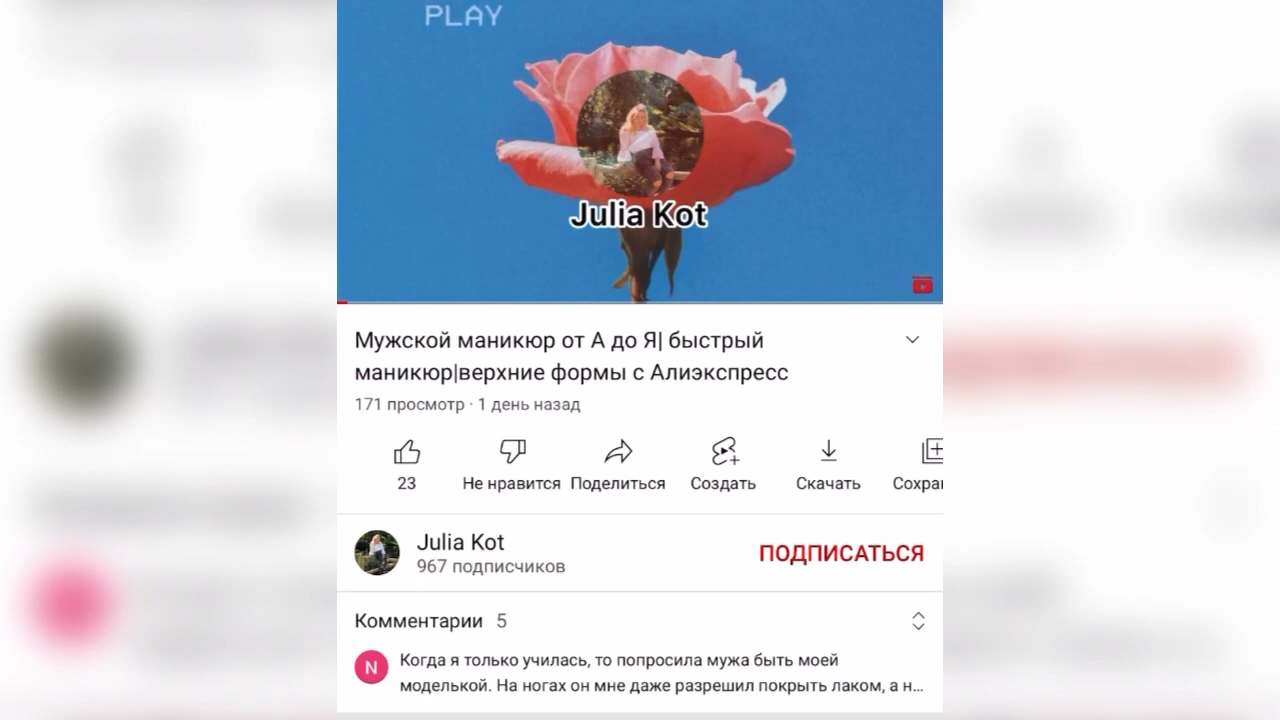 PLAY
Julia Kot
Мужской маникюр от А до Я| быстрый
маникюр|верхние формы с Алиэкспресс
171 просмотр · 1 день назад
23 Не нравится Поделиться Создать Скачать Сохран
Julia Kot
967 подписчиков
ПОДПИСАТЬСЯ
Комментарии 5
N
Когда я только училась, то попросила мужа быть моей
моделькой. На ногах он мне даже разрешил покрыть лаком, а н...